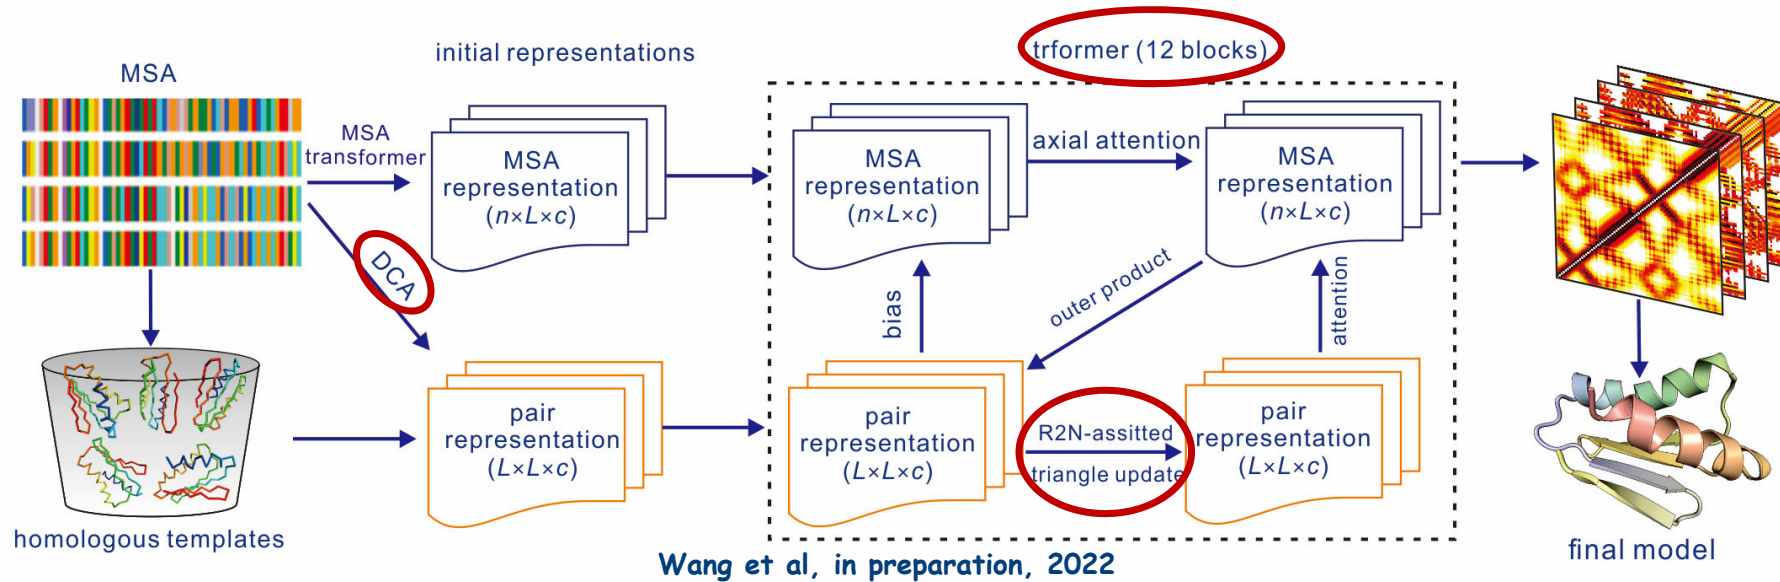 MSA
initial representations
trformer (12 blocks)
MSA
transformer
MSA
representation
(n×L×c)
MSA
representation
(n×L×c)
axial attention
MSA
representation
(n×L×c)
DCA
bias
outer product
attention
pair
representation
(L×L×c)
pair
representation
(L×L×c)
R2N-assitted
triangle update
pair
representation
(L×L×c)
homologous templates
final model
Wang et al, in preparation, 2022